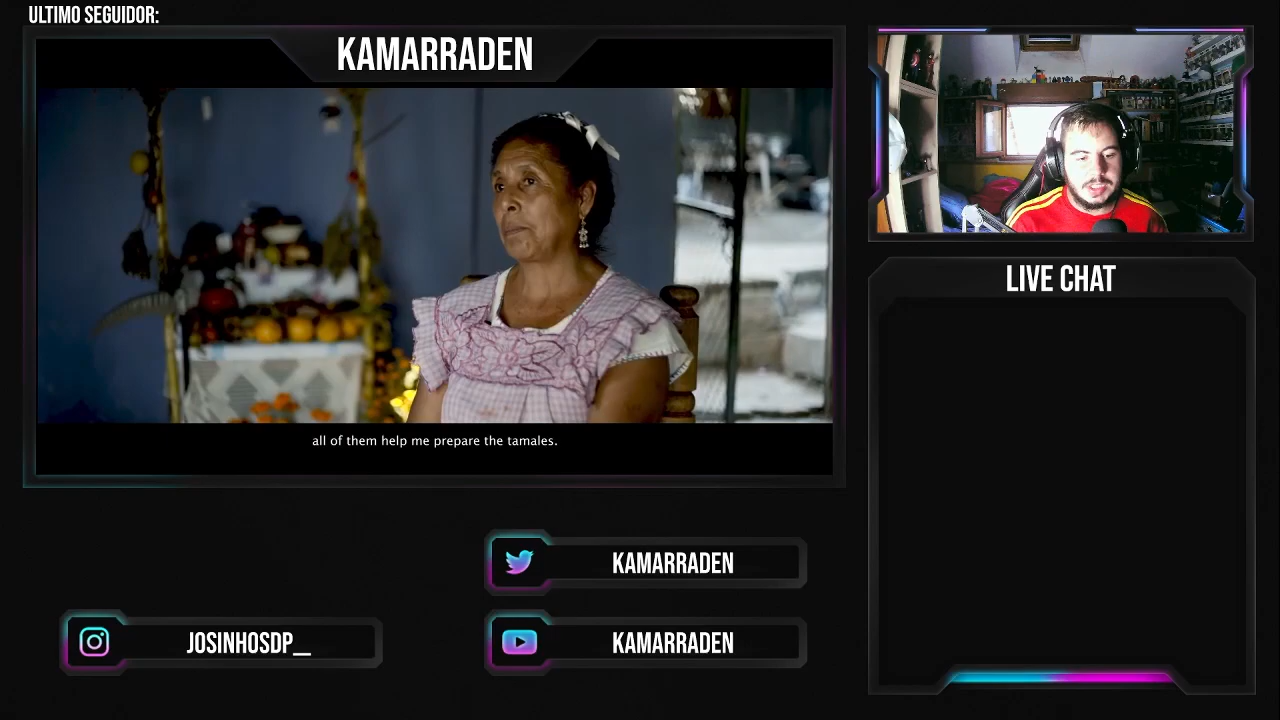 ULTIMO SEGUIDOR:
KAMARRADEN
all of them help me prepare the tamales.
LIVE CHAT
KAMARRADEN
JOSINHOSDP_
KAMARRADEN